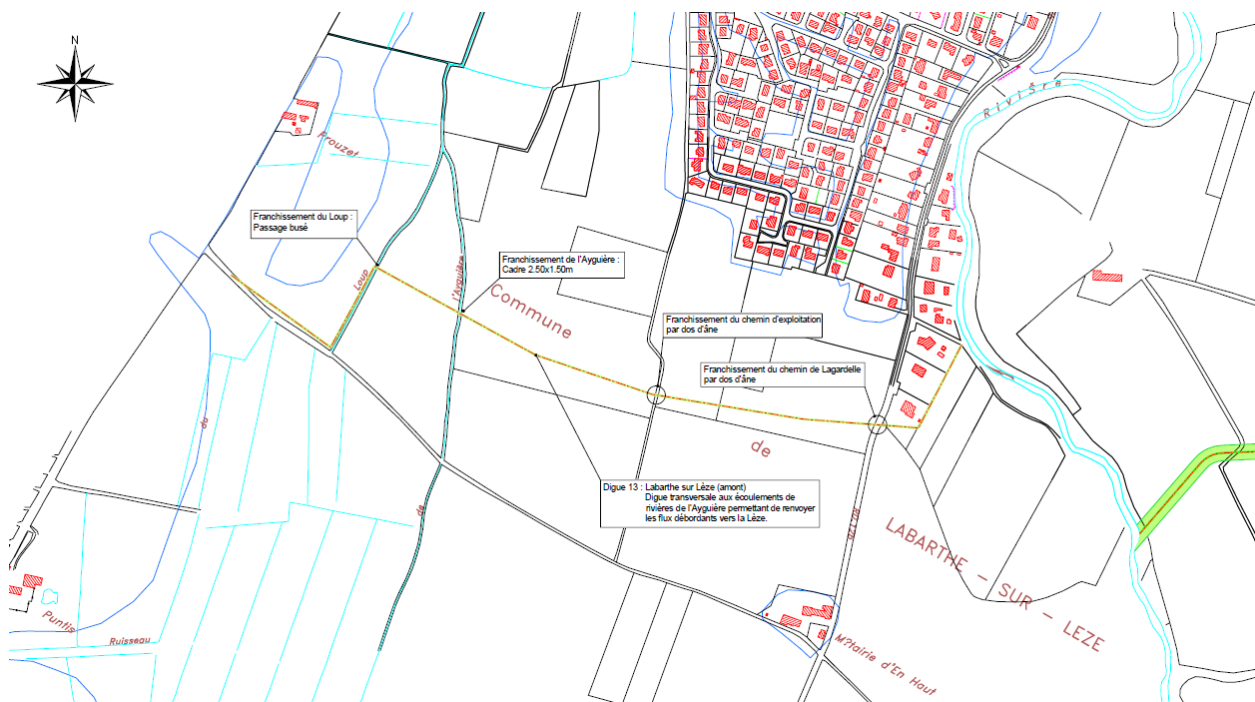 N
Rivière
Prouzet
Franchissement du Loup :
Passage busé
Franchissement de l'Ayguière :
Cadre 2.50x1.50m
Loup
l'Ayguière
Commune
Franchissement du chemin d'exploitation
par dos d'âne
Franchissement du chemin de Lagardelle
par dos d'âne
du
de
Digue 13 : Labarthe sur Lèze (amont)
Digue transversale aux écoulements de
rivières de l'Ayguière permettant de renvoyer
les flux débordants vers la Lèze.
de
LABARTHE - SUR - LEZE
Puntis
Ruisseau
M?tairie d'En Haut